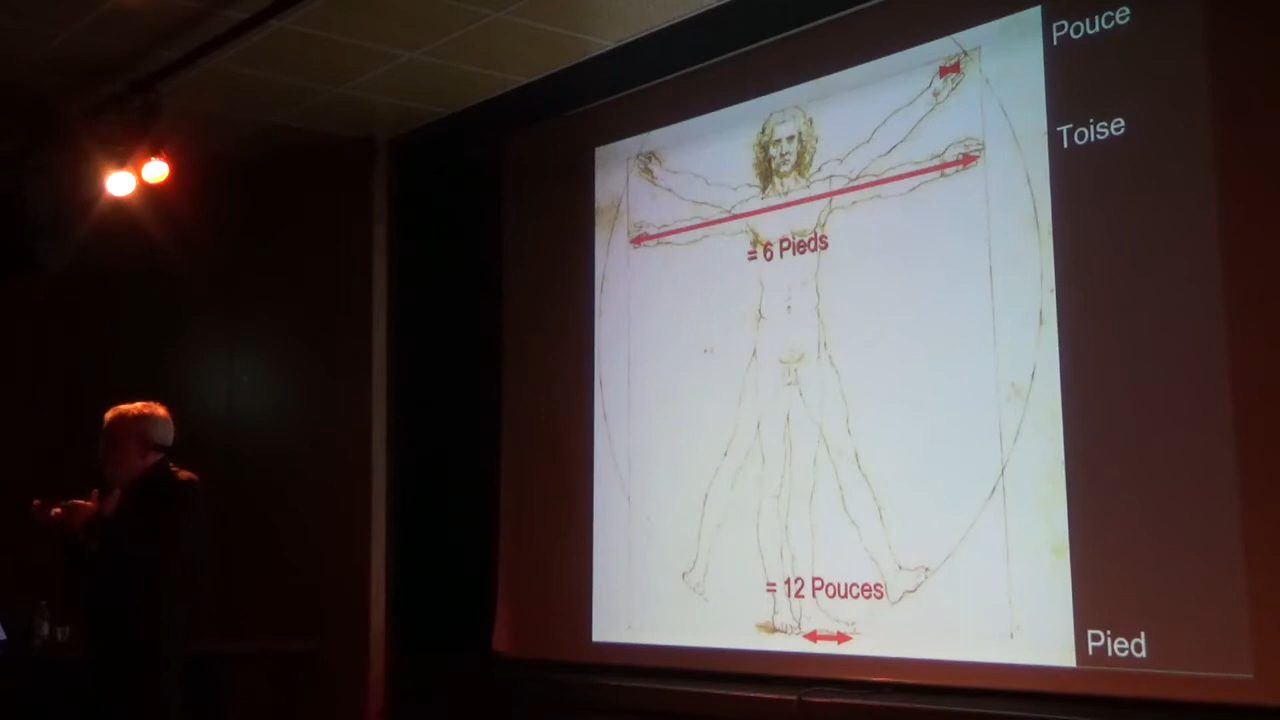 Pouce
Toise
= 6 Pieds
= 12 Pouces
Pied